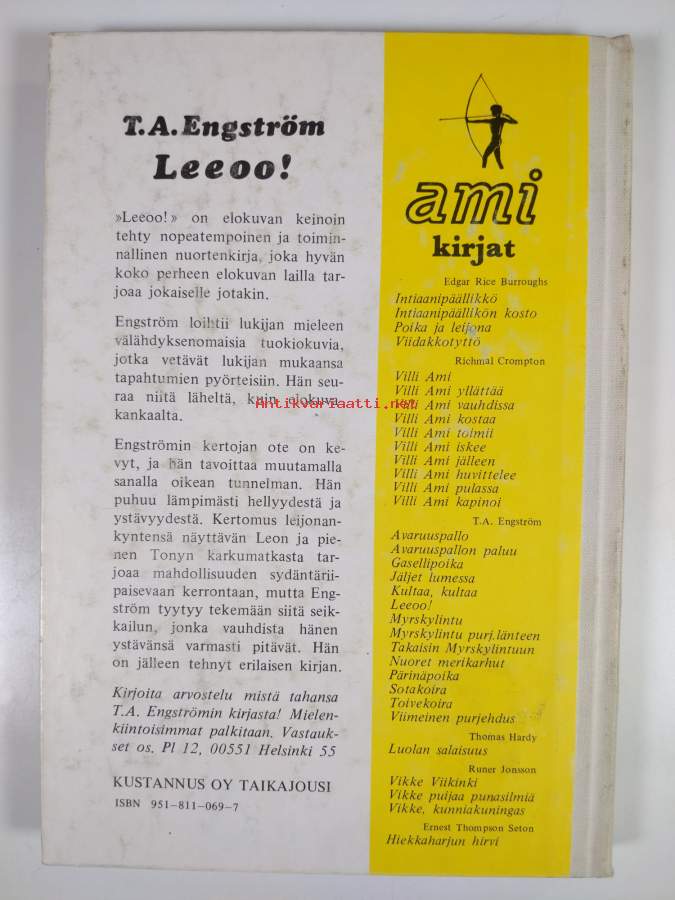 T.A.Engström
Leeoo!
»Leeoo!» on elokuvan keinoin
tehty nopeatempoinen ja toimin-
nallinen nuortenkirja, joka hyvän
koko perheen elokuvan lailla tar-
joaa jokaiselle jotakin.
Engström loihtii lukijan mieleen
välähdyksenomaisia tuokiokuvia,
jotka vetävät lukijan mukaansa
tapahtumien pyörteisiin. Hän seu-
raa niitä läheltä, kuin elokuva-
kankaalta.
Engströmin kertojan ote on ke-
vyt, ja hän tavoittaa muutamalla
sanalla oikean tunnelman. Hän
puhuu lämpimästi hellyydestä ja
ystävyydestä. Kertomus leijonan-
kyntensä näyttävän Leon ja pie-
nen Tonyn karkumatkasta tar-
joaa mahdollisuuden sydäntärii-
paisevaan kerrontaan, mutta Eng-
ström tyytyy tekemään siitä seik-
kailun, jonka vauhdista hänen
ystävänsä varmasti pitävät. Hän
on jälleen tehnyt erilaisen kirjan.
Kirjoita arvostelu mistä tahansa
T.A. Engströmin kirjasta! Mielen-
kiintoisimmat palkitaan. Vastauk-
set os. Pl 12, 00551 Helsinki 55
KUSTANNUS OY TAIKAJOUSI
ISBN 951-811-069-7
ami
kirjat
Edgar Rice Burroughs
Intiaanipäällikkö
Intiaanipäällikön kosto
Poika ja leijona
Viidakkotyttö
Richmal Crompton
Villi Ami
Villi Ami yllättää
Villi Ami vauhdissa
Villi Ami kostaa
Villi Ami toimii
Villi Ami iskee
Villi Ami jälleen
Villi Ami huvittelee
Villi Ami pulassa
Villi Ami kapinoi
T.A. Engström
Avaruuspallo
Avaruuspallon paluu
Gasellipoika
Jäljet lumessa
Kultaa, kultaa
Leeoo!
Myrskylintu
Myrskylintu purj.länteen
Takaisin Myrskylintuun
Nuoret merikarhut
Pärinäpoika
Sotakoira
Toivekoira
Viimeinen purjehdus
Thomas Hardy
Luolan salaisuus
Runer Jonsson
Vikke Viikinki
Vikke puijaa punasilmiä
Vikke, kunniakuningas
Ernest Thompson Seton
Hiekkaharjun hirvi
Antikvariaatti.net